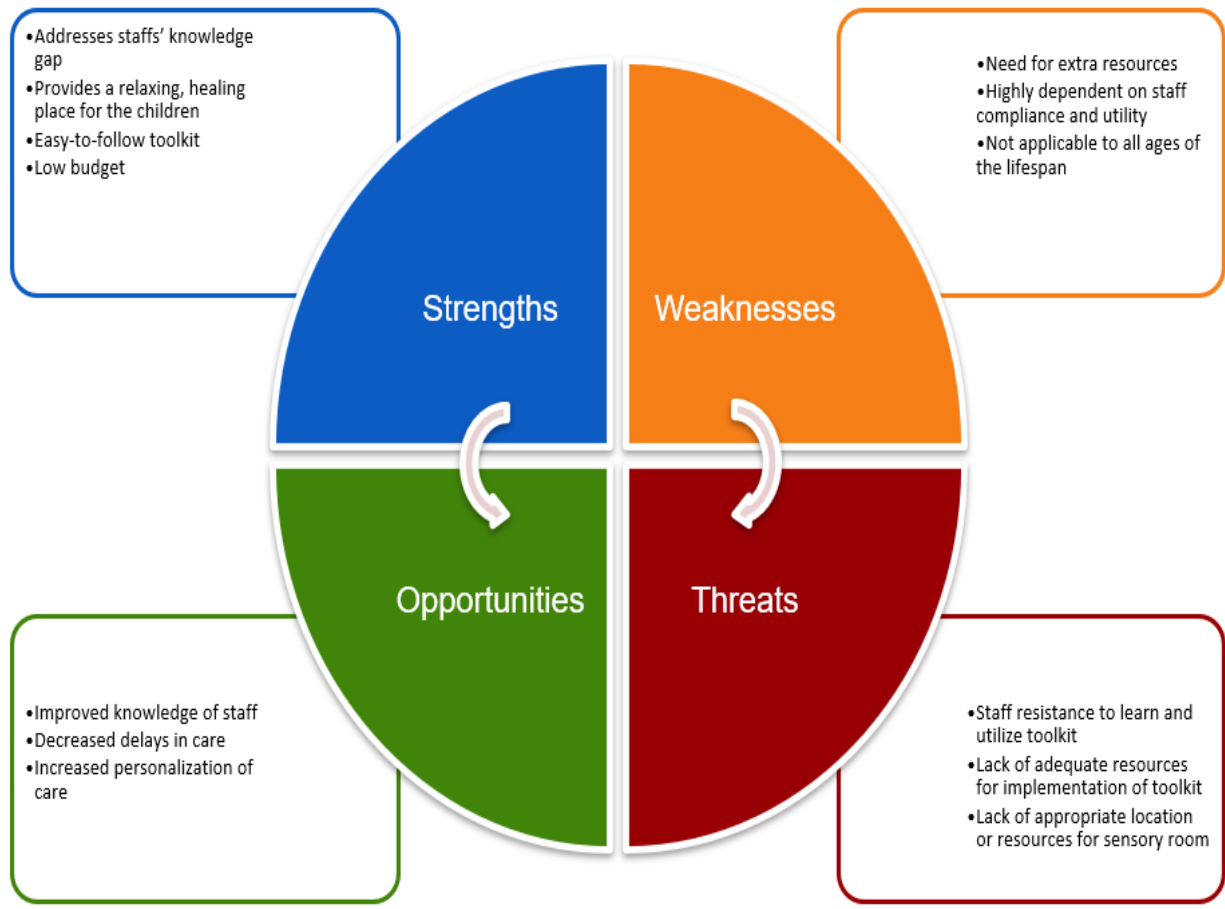 •Addresses staffs’ knowledge
gap
•Provides a relaxing, healing
place for the children
•Easy-to-follow toolkit
•Low budget
•Need for extra resources
•Highly dependent on staff
compliance and utility
•Not applicable to all ages of
the lifespan
Strengths
Weaknesses
Opportunities
Threats
•Improved knowledge of staff
•Decreased delays in care
•Increased personalization of
care
•Staff resistance to learn and
utilize toolkit
•Lack of adequate resources
for implementation of toolkit
•Lack of appropriate location
or resources for sensory room